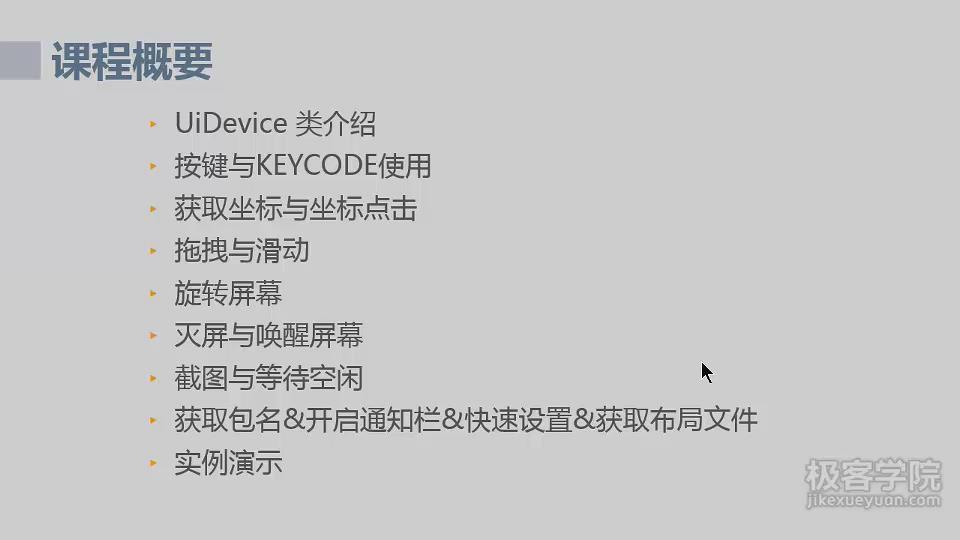 课程概要
UiDevice 类介绍
按键与KEYCODE使用
获取坐标与坐标点击
拖拽与滑动
旋转屏幕
灭屏与唤醒屏幕
截图与等待空闲
获取包名&开启通知栏&快速设置&获取布局文件
实例演示
极客学院
jikexueyuan.com